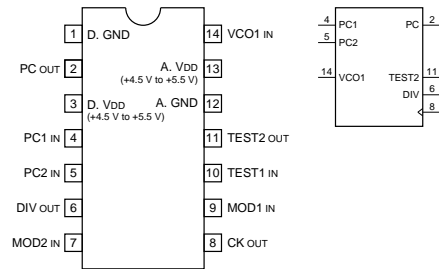 1 D. GND
14 VCO1 IN
PC OUT 2
A. VDD 13
(+4.5 V to +5.5 V)
3 D. VDD
(+4.5 V to +5.5 V)
A. GND 12
PC1 IN 4
11 TEST2 OUT
PC2 IN 5
10 TEST1 IN
DIV OUT 6
9 MOD1 IN
MOD2 IN 7
8 CK OUT
4 PC1
PC 2
5 PC2
14 VCO1
TEST2 11
DIV 6
8